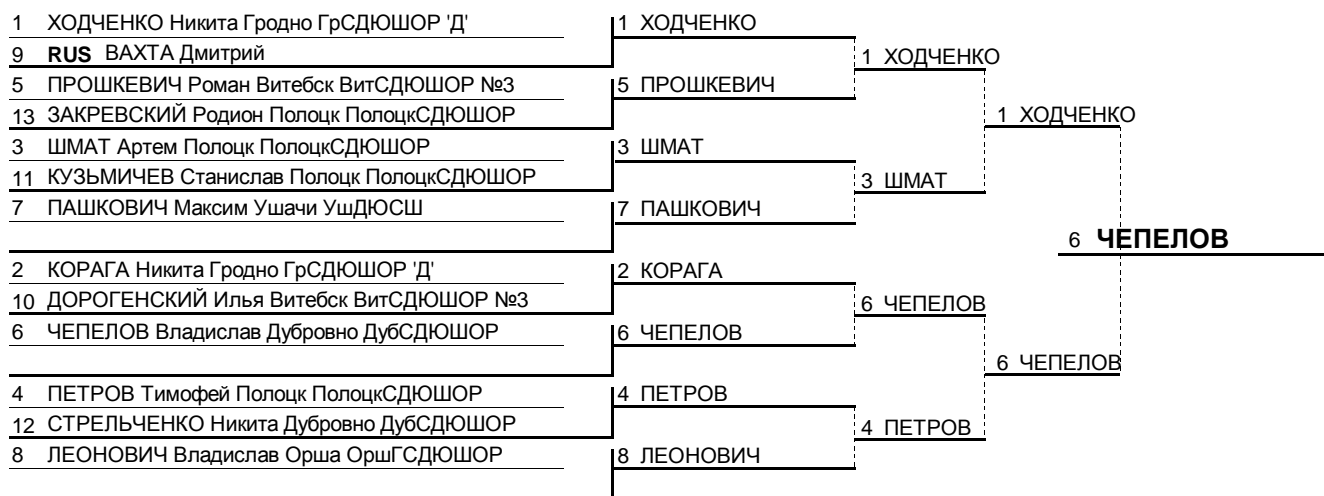 1 ХОДЧЕНКО Никита Гродно ГрСДЮШОР 'Д'
1 ХОДЧЕНКО
9 RUS ВАХТА Дмитрий
1 ХОДЧЕНКО
5 ПРОШКЕВИЧ Роман Витебск ВитСДЮШОР №3
5 ПРОШКЕВИЧ
13 ЗАКРЕВСКИЙ Родион Полоцк ПолоцкСДЮШОР
1 ХОДЧЕНКО
3 ШМАТ Артем Полоцк ПолоцкСДЮШОР
3 ШМАТ
11 КУЗЬМИЧЕВ Станислав Полоцк ПолоцкСДЮШОР
3 ШМАТ
7 ПАШКОВИЧ Максим Ушачи УшДЮСШ
7 ПАШКОВИЧ
6 ЧЕПЕЛОВ
2 КОРАГА Никита Гродно ГрСДЮШОР 'Д'
2 КОРАГА
10 ДОРОГЕНСКИЙ Илья Витебск ВитСДЮШОР №3
6 ЧЕПЕЛОВ
6 ЧЕПЕЛОВ Владислав Дубровно ДубСДЮШОР
6 ЧЕПЕЛОВ
6 ЧЕПЕЛОВ
4 ПЕТРОВ Тимофей Полоцк ПолоцкСДЮШОР
4 ПЕТРОВ
12 СТРЕЛЬЧЕНКО Никита Дубровно ДубСДЮШОР
4 ПЕТРОВ
8 ЛЕОНОВИЧ Владислав Орша ОршГСДЮШОР
8 ЛЕОНОВИЧ